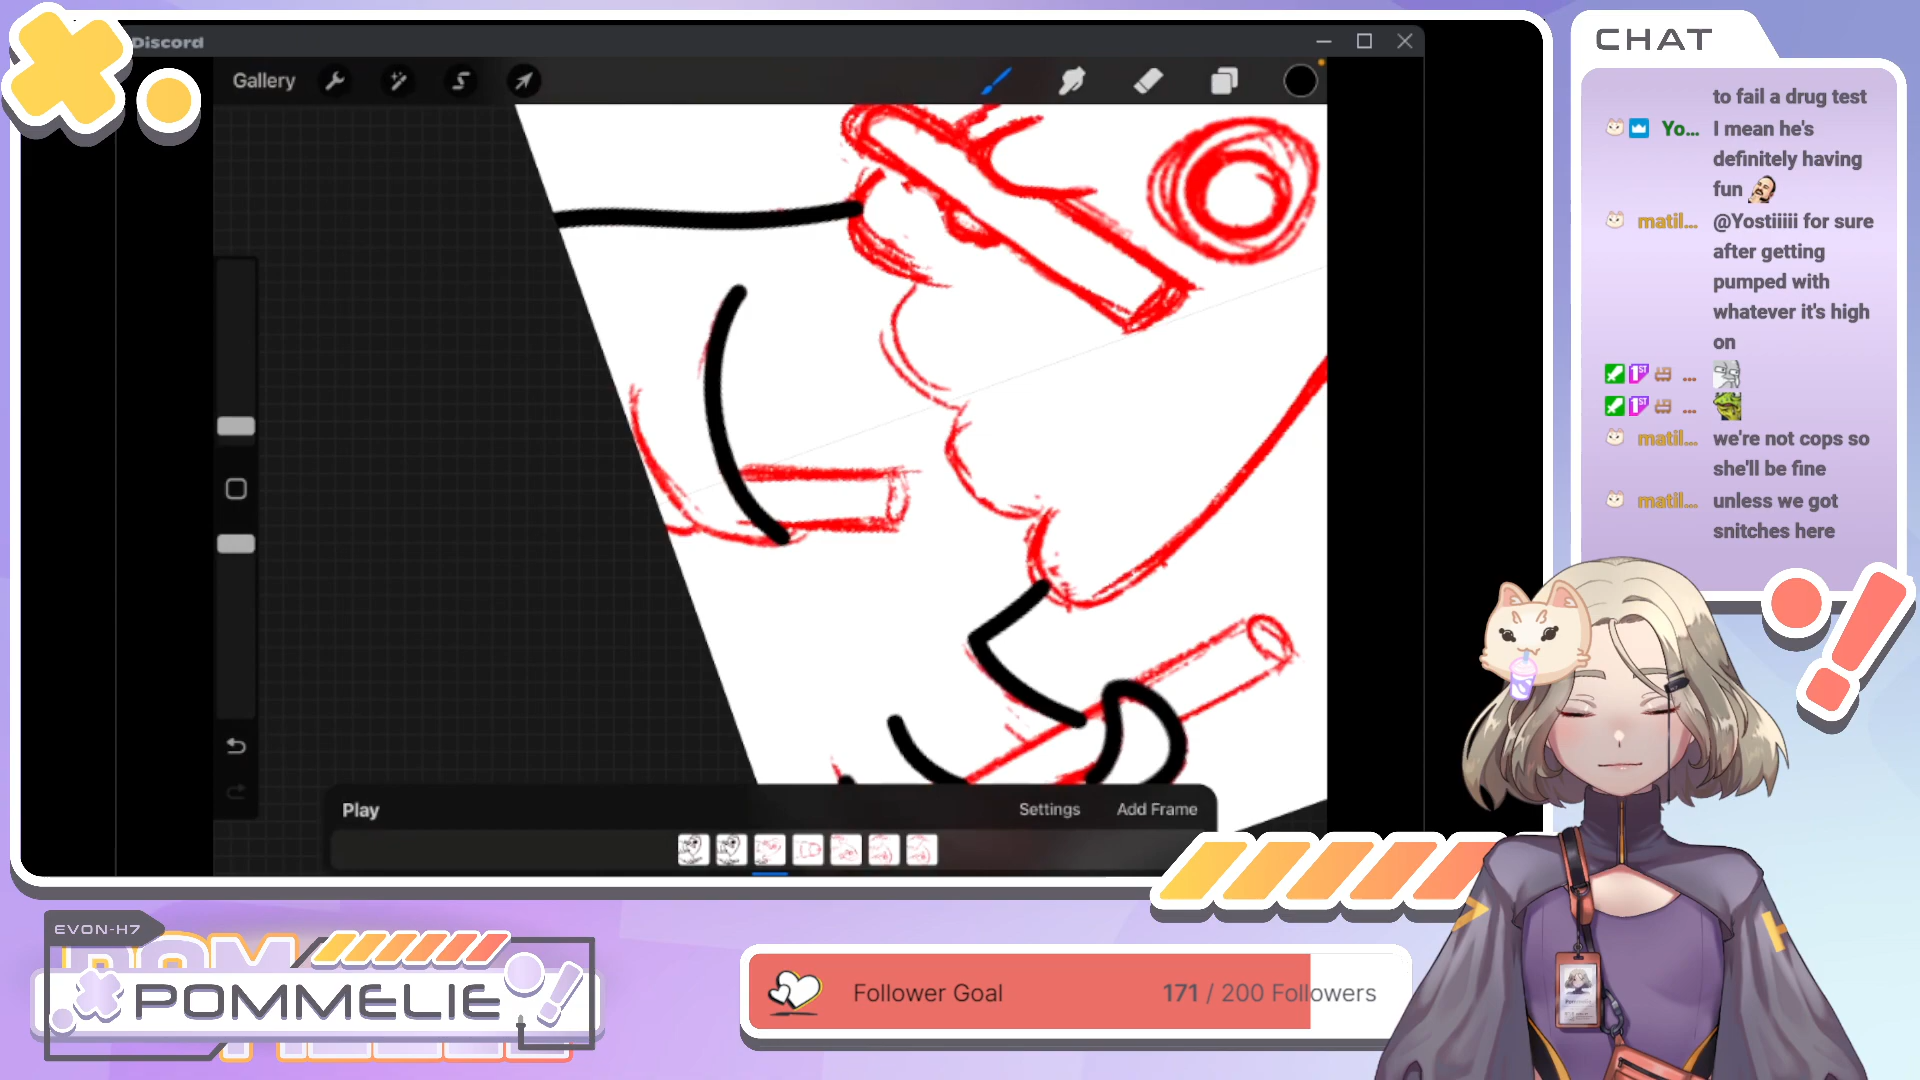 Discord
Gallery
Play
Settings
Add Frame
CHAT
to fail a drug test
Yo... I mean he's
definitely having
fun
matil... @Yostiiiii for sure
after getting
pumped with
whatever it's high
on
1ST ...
1ST ...
matil... we're not cops so
she'll be fine
matil... unless we got
snitches here
EVON-H7
POMMELIE
Follower Goal
171 / 200 Followers